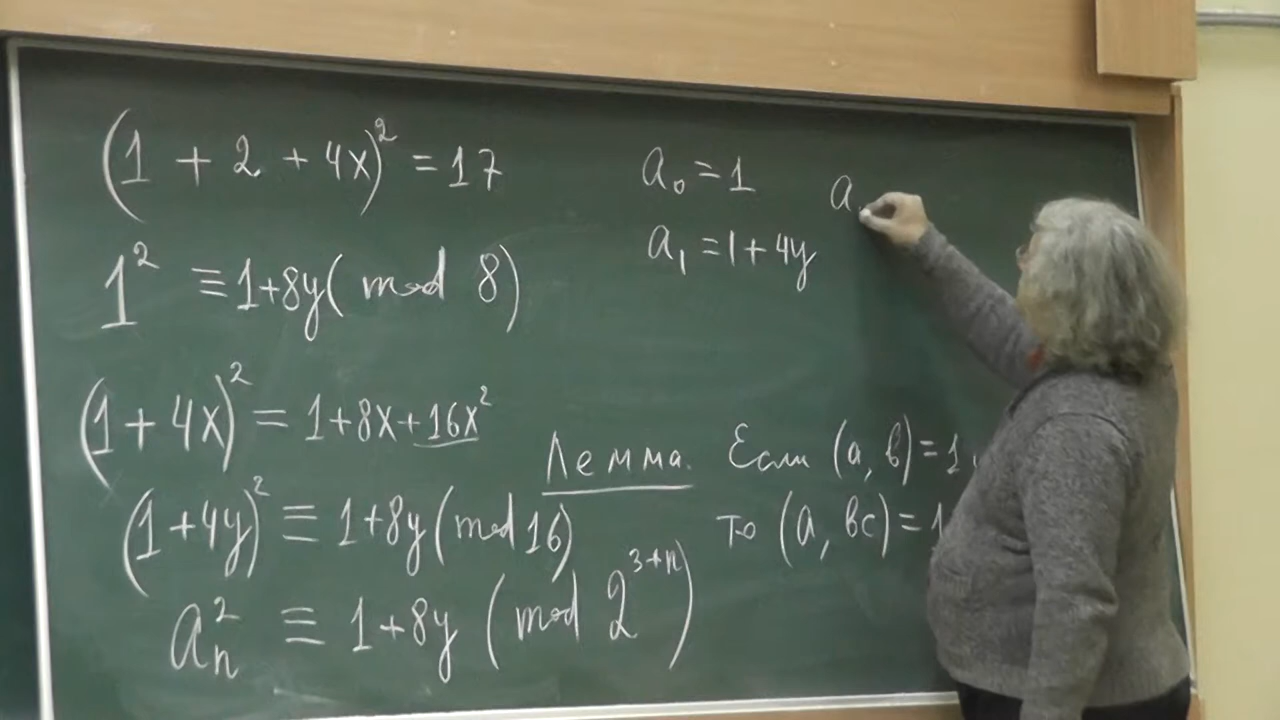 (1 + 2 + 4x)² = 17
1² ≡ 1+8y (mod 8)
(1 + 4x)² = 1+8x+16x²
(1+4y)² ≡ 1+8y (mod 16)
aₙ² ≡ 1+8y (mod 2³⁺ⁿ)
a₀ = 1
a₁ = 1+4y
a
Лемма. Если (a, b)=1
то (a, bc)=1